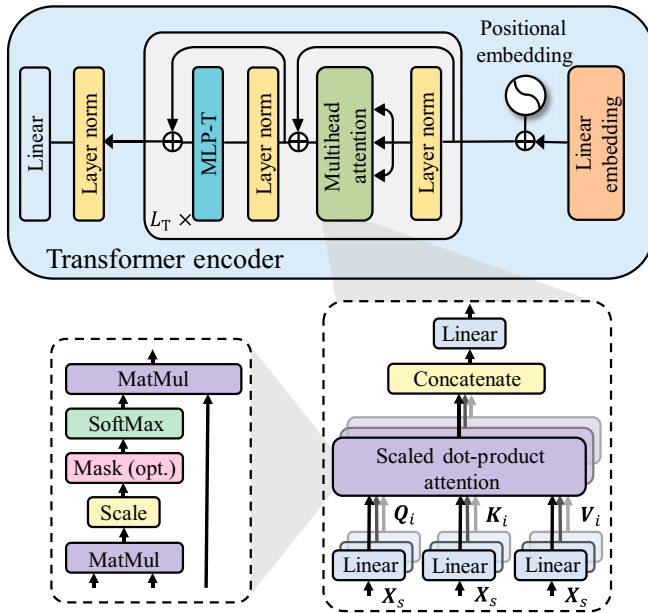 Positional
embedding
Linear
Layer norm
MLP-T
Layer norm
Multihead
attention
Layer norm
Linear
embedding
L_T ×
Transformer encoder
MatMul
SoftMax
Mask (opt.)
Scale
MatMul
Linear
Concatenate
Scaled dot-product
attention
Q_i
K_i
V_i
Linear
Linear
Linear
X_s
X_s
X_s